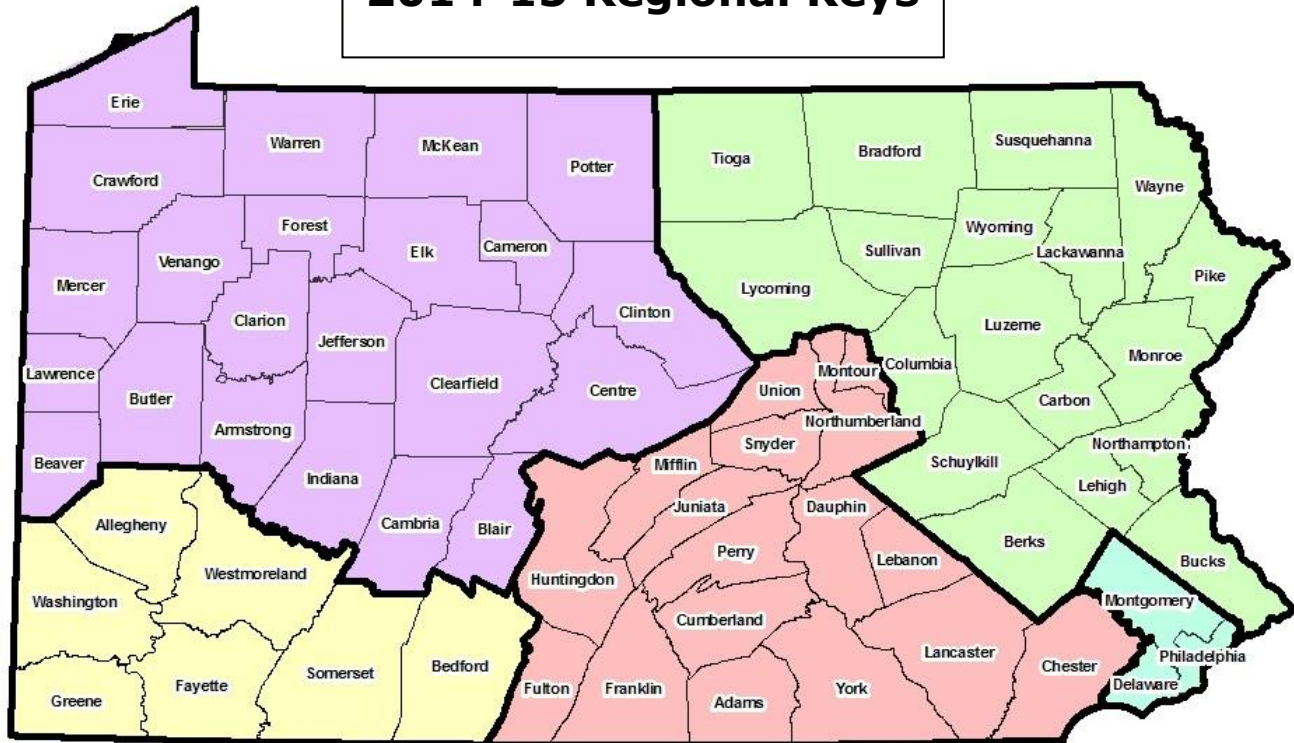 2014-15 Regional Keys
Erie
Warren
McKean
Potter
Tioga
Bradford
Susquehanna
Wayne
Crawford
Forest
Elk
Cameron
Venango
Mercer
Clarion
Jefferson
Clinton
Sullivan
Wyoming
Lackawanna
Pike
Lycoming
Luzerne
Monroe
Lawrence
Butler
Clearfield
Centre
Union
Montour
Columbia
Carbon
Armstrong
Beaver
Indiana
Snyder
Northumberland
Northampton
Mifflin
Schuylkill
Lehigh
Allegheny
Cambria
Blair
Juniata
Dauphin
Perry
Lebanon
Berks
Bucks
Westmoreland
Huntingdon
Washington
Cumberland
Montgomery
Lancaster
Philadelphia
Chester
Delaware
Somerset
Bedford
Fayette
Greene
Fulton
Franklin
Adams
York